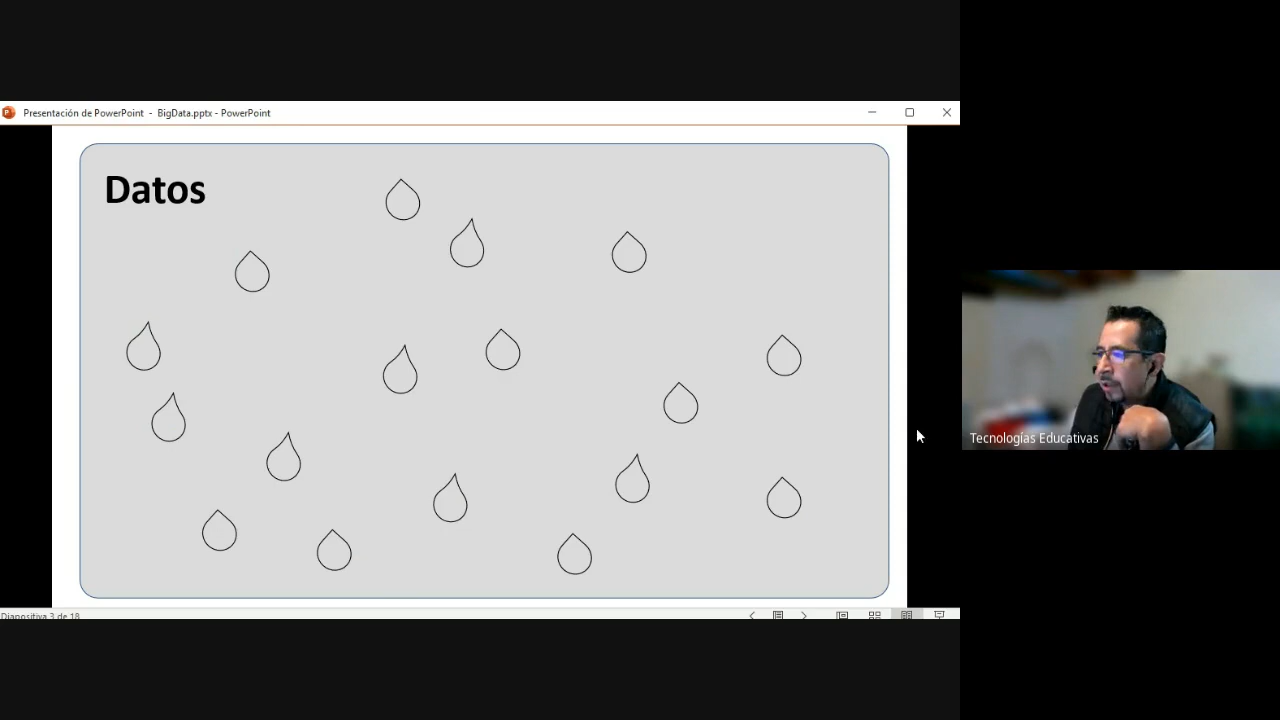 Presentación de PowerPoint - BigData.pptx - PowerPoint
Datos
Tecnologías Educativas
Diapositiva 3 de 18